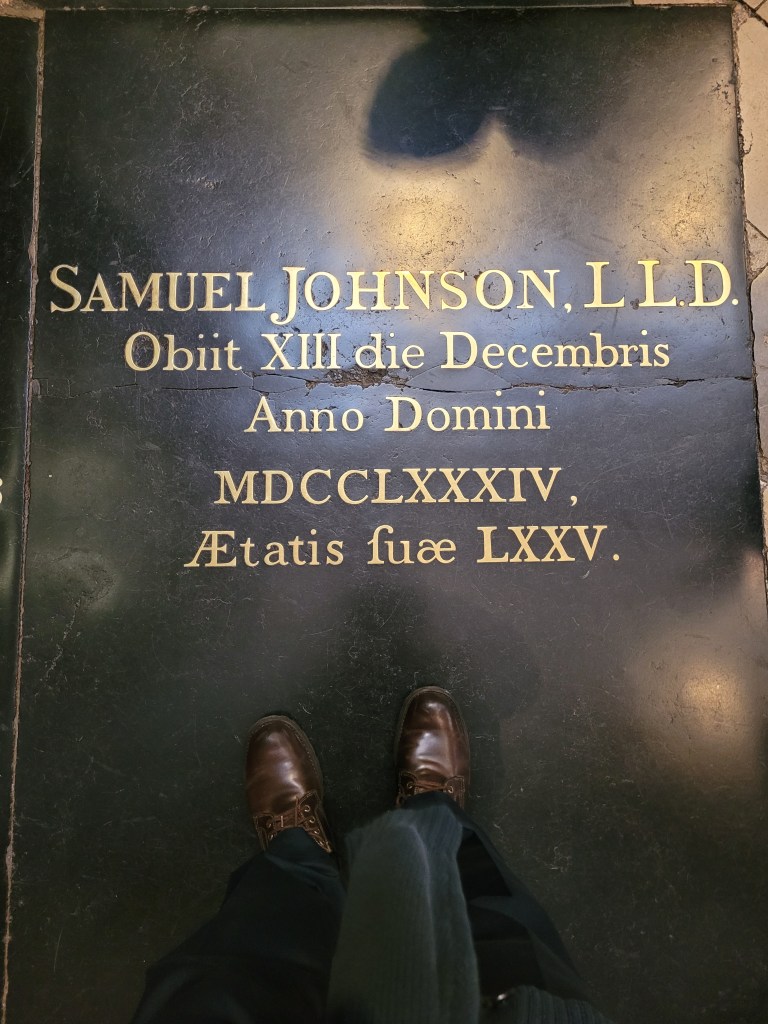 SAMUEL JOHNSON, L L.D.
Obiit XIII die Decembris
Anno Domini
MDCCLXXXIV,
Ætatis ſuæ LXXV.